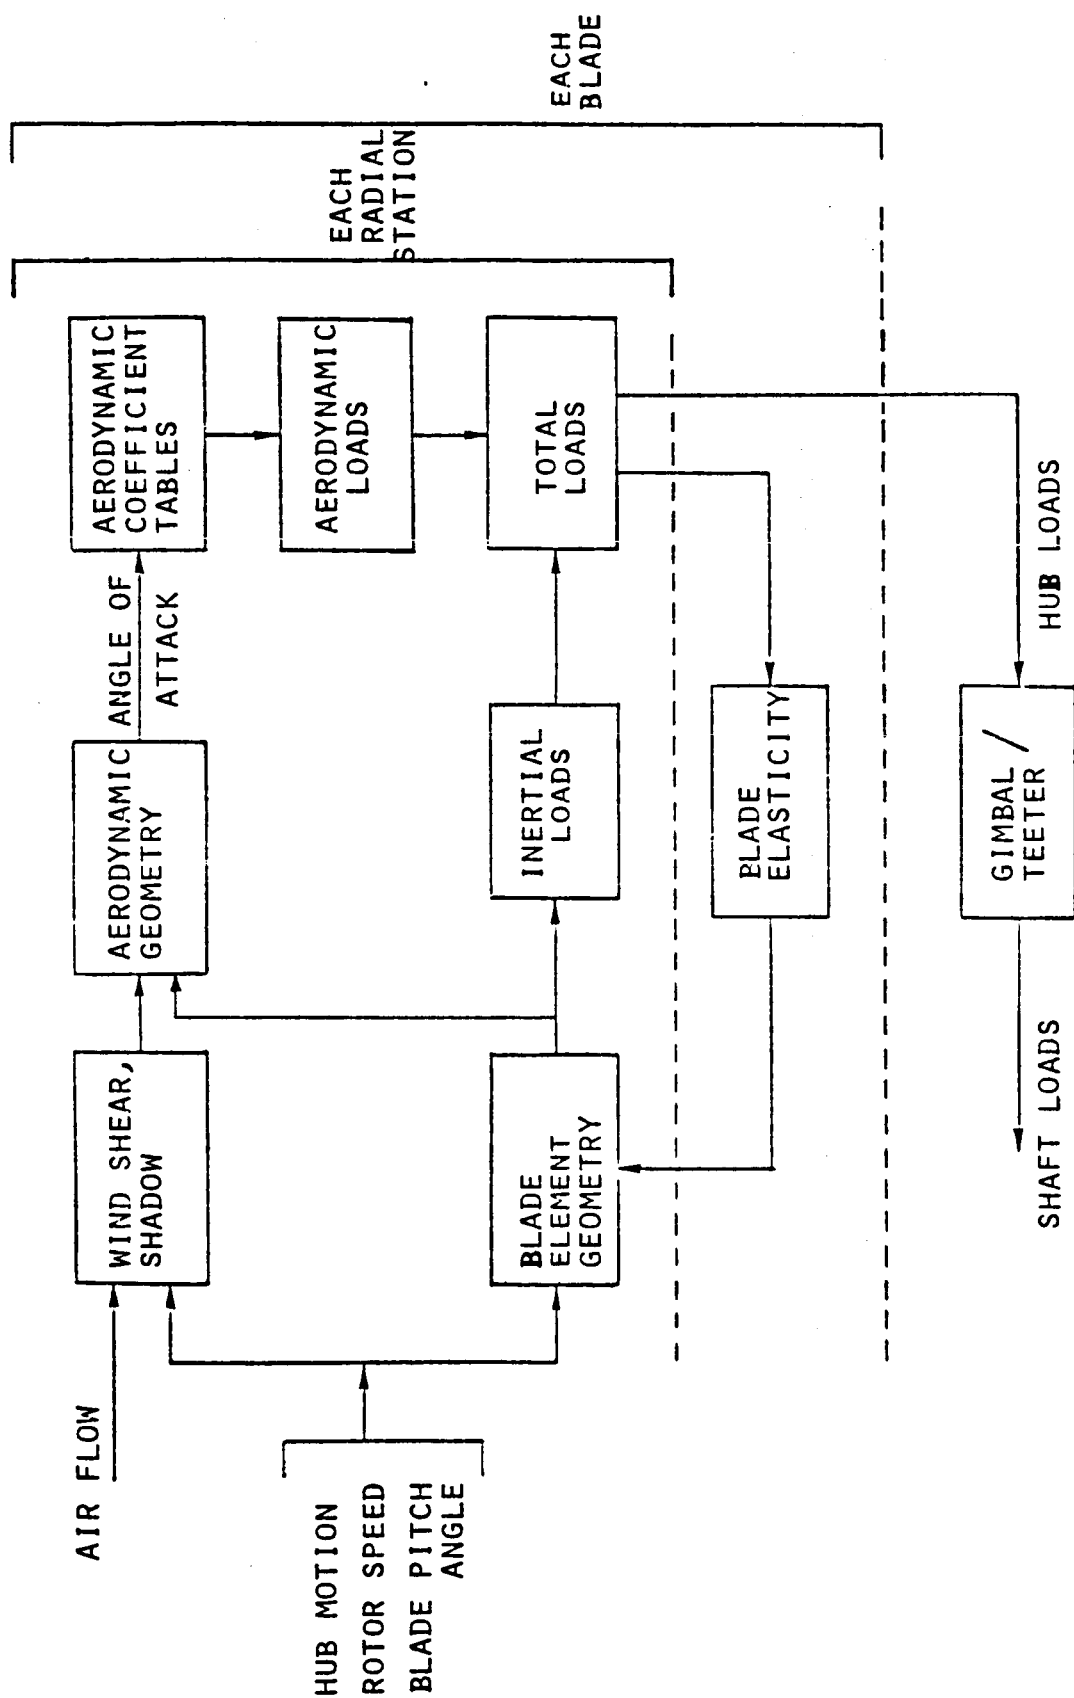 AIR FLOW
HUB MOTION
ROTOR SPEED
BLADE PITCH
ANGLE
WIND SHEAR,
SHADOW
AERODYNAMIC
GEOMETRY
ANGLE OF
ATTACK
AERODYNAMIC
COEFFICIENT
TABLES
AERODYNAMIC
LOADS
BLADE
ELEMENT
GEOMETRY
INERTIAL
LOADS
TOTAL
LOADS
EACH
RADIAL
STATION
BLADE
ELASTICITY
EACH
BLADE
SHAFT LOADS
GIMBAL /
TEETER
HUB LOADS